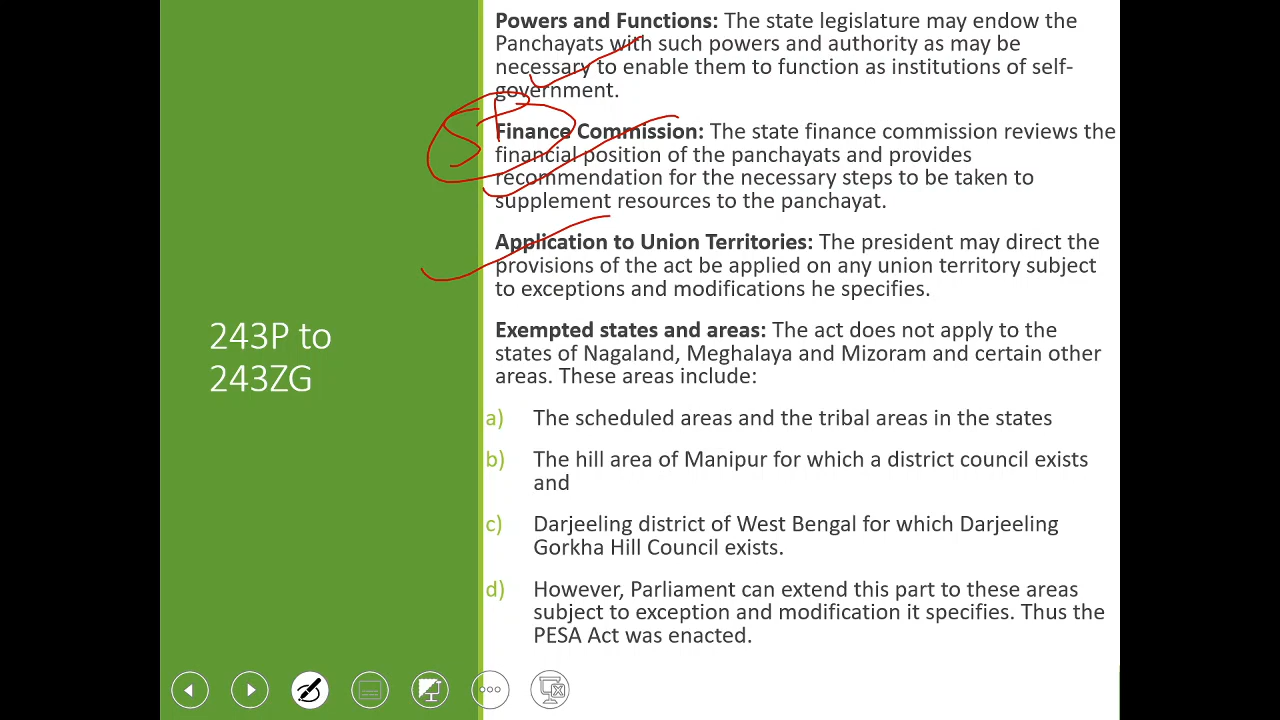 243P to
243ZG
Powers and Functions: The state legislature may endow the
Panchayats with such powers and authority as may be
necessary to enable them to function as institutions of self-
government.
Finance Commission: The state finance commission reviews the
financial position of the panchayats and provides
recommendation for the necessary steps to be taken to
supplement resources to the panchayat.
Application to Union Territories: The president may direct the
provisions of the act be applied on any union territory subject
to exceptions and modifications he specifies.
Exempted states and areas: The act does not apply to the
states of Nagaland, Meghalaya and Mizoram and certain other
areas. These areas include:
a) The scheduled areas and the tribal areas in the states
b) The hill area of Manipur for which a district council exists
and
c) Darjeeling district of West Bengal for which Darjeeling
Gorkha Hill Council exists.
d) However, Parliament can extend this part to these areas
subject to exception and modification it specifies. Thus the
PESA Act was enacted.